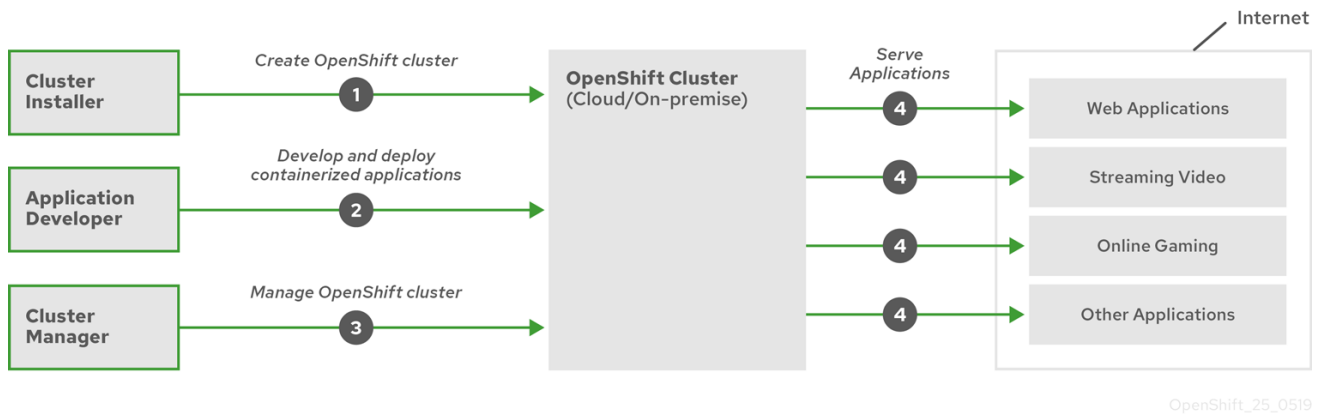 Internet
Cluster
Installer
Create OpenShift cluster
1
OpenShift Cluster
(Cloud/On-premise)
Serve
Applications
4
Web Applications
Application
Developer
Develop and deploy
containerized applications
2
4
Streaming Video
4
Online Gaming
Cluster
Manager
Manage OpenShift cluster
3
4
Other Applications
OpenShift_25_0519